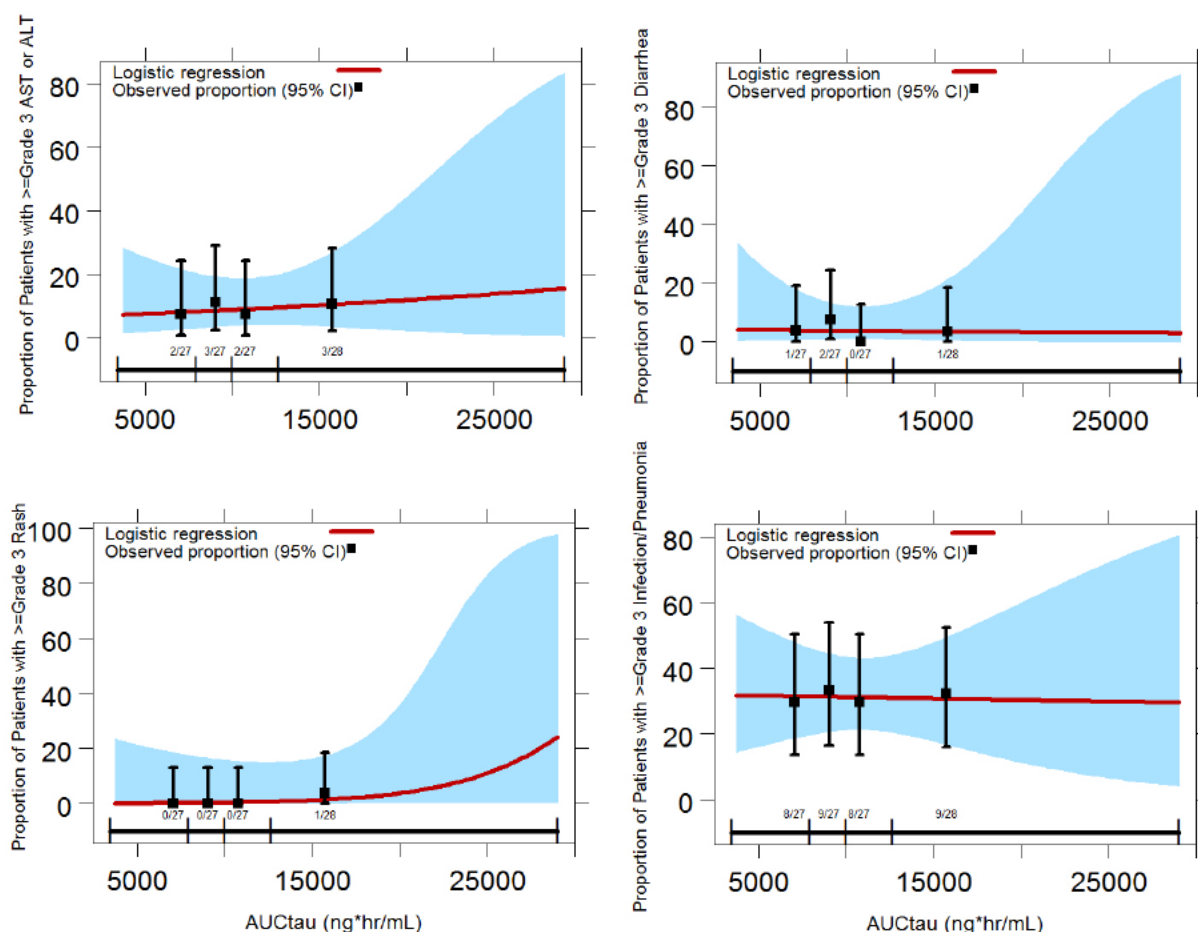 Proportion of Patients with >=Grade 3 AST or ALT
Logistic regression
Observed proportion (95% CI)
80
60
40
20
0
2/27 3/27 2/27 3/28
5000 15000 25000
Proportion of Patients with >=Grade 3 Diarrhea
Logistic regression
Observed proportion (95% CI)
80
60
40
20
0
1/27 2/27 0/27 1/28
5000 15000 25000
Proportion of Patients with >=Grade 3 Rash
Logistic regression
Observed proportion (95% CI)
100
80
60
40
20
0
0/27 0/27 0/27 1/28
5000 15000 25000
AUCtau (ng*hr/mL)
Proportion of Patients with >=Grade 3 Infection/Pneumonia
Logistic regression
Observed proportion (95% CI)
80
60
40
20
0
8/27 9/27 8/27 9/28
5000 15000 25000
AUCtau (ng*hr/mL)